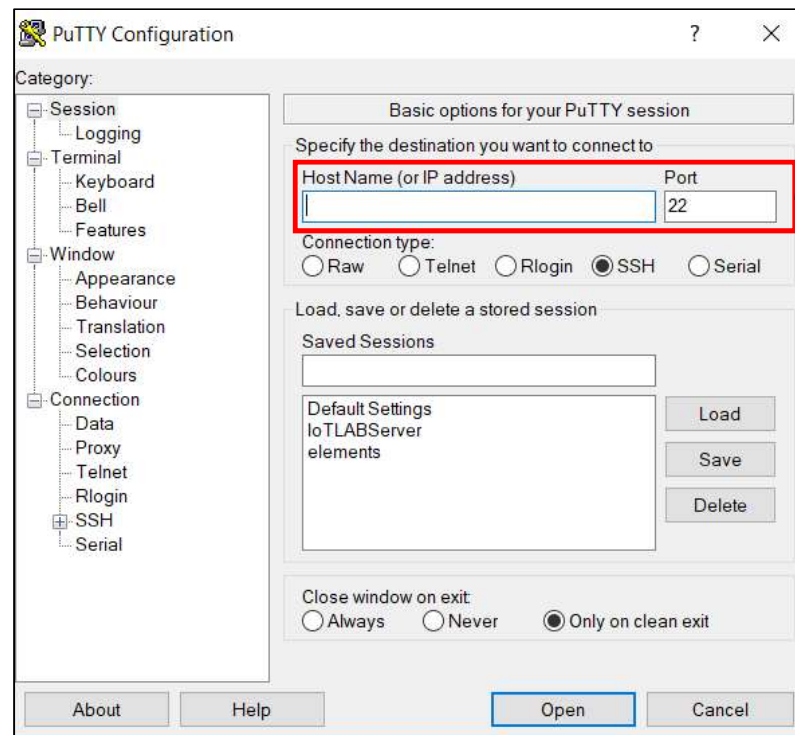 PuTTY Configuration
?
Category:
Session
Logging
Terminal
Keyboard
Bell
Features
Window
Appearance
Behaviour
Translation
Selection
Colours
Connection
Data
Proxy
Telnet
Rlogin
SSH
Serial
Basic options for your PuTTY session
Specify the destination you want to connect to
Host Name (or IP address) Port
22
Connection type:
Raw Telnet Rlogin SSH Serial
Load, save or delete a stored session
Saved Sessions
Default Settings
IoTLABServer
elements
Load
Save
Delete
Close window on exit:
Always Never Only on clean exit
About Help Open Cancel